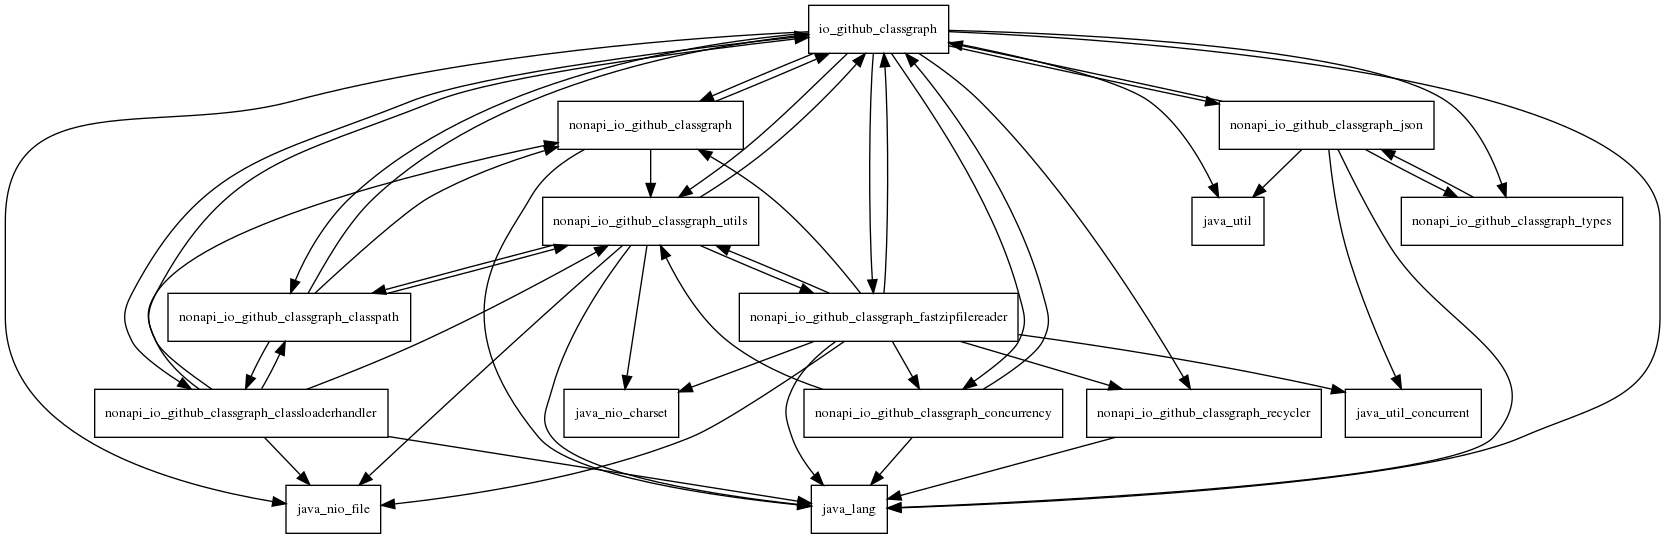 io_github_classgraph
nonapi_io_github_classgraph
nonapi_io_github_classgraph_json
nonapi_io_github_classgraph_utils
java_util
nonapi_io_github_classgraph_types
nonapi_io_github_classgraph_classpath
nonapi_io_github_classgraph_fastzipfilereader
nonapi_io_github_classgraph_classloaderhandler
java_nio_charset
nonapi_io_github_classgraph_concurrency
nonapi_io_github_classgraph_recycler
java_util_concurrent
java_nio_file
java_lang